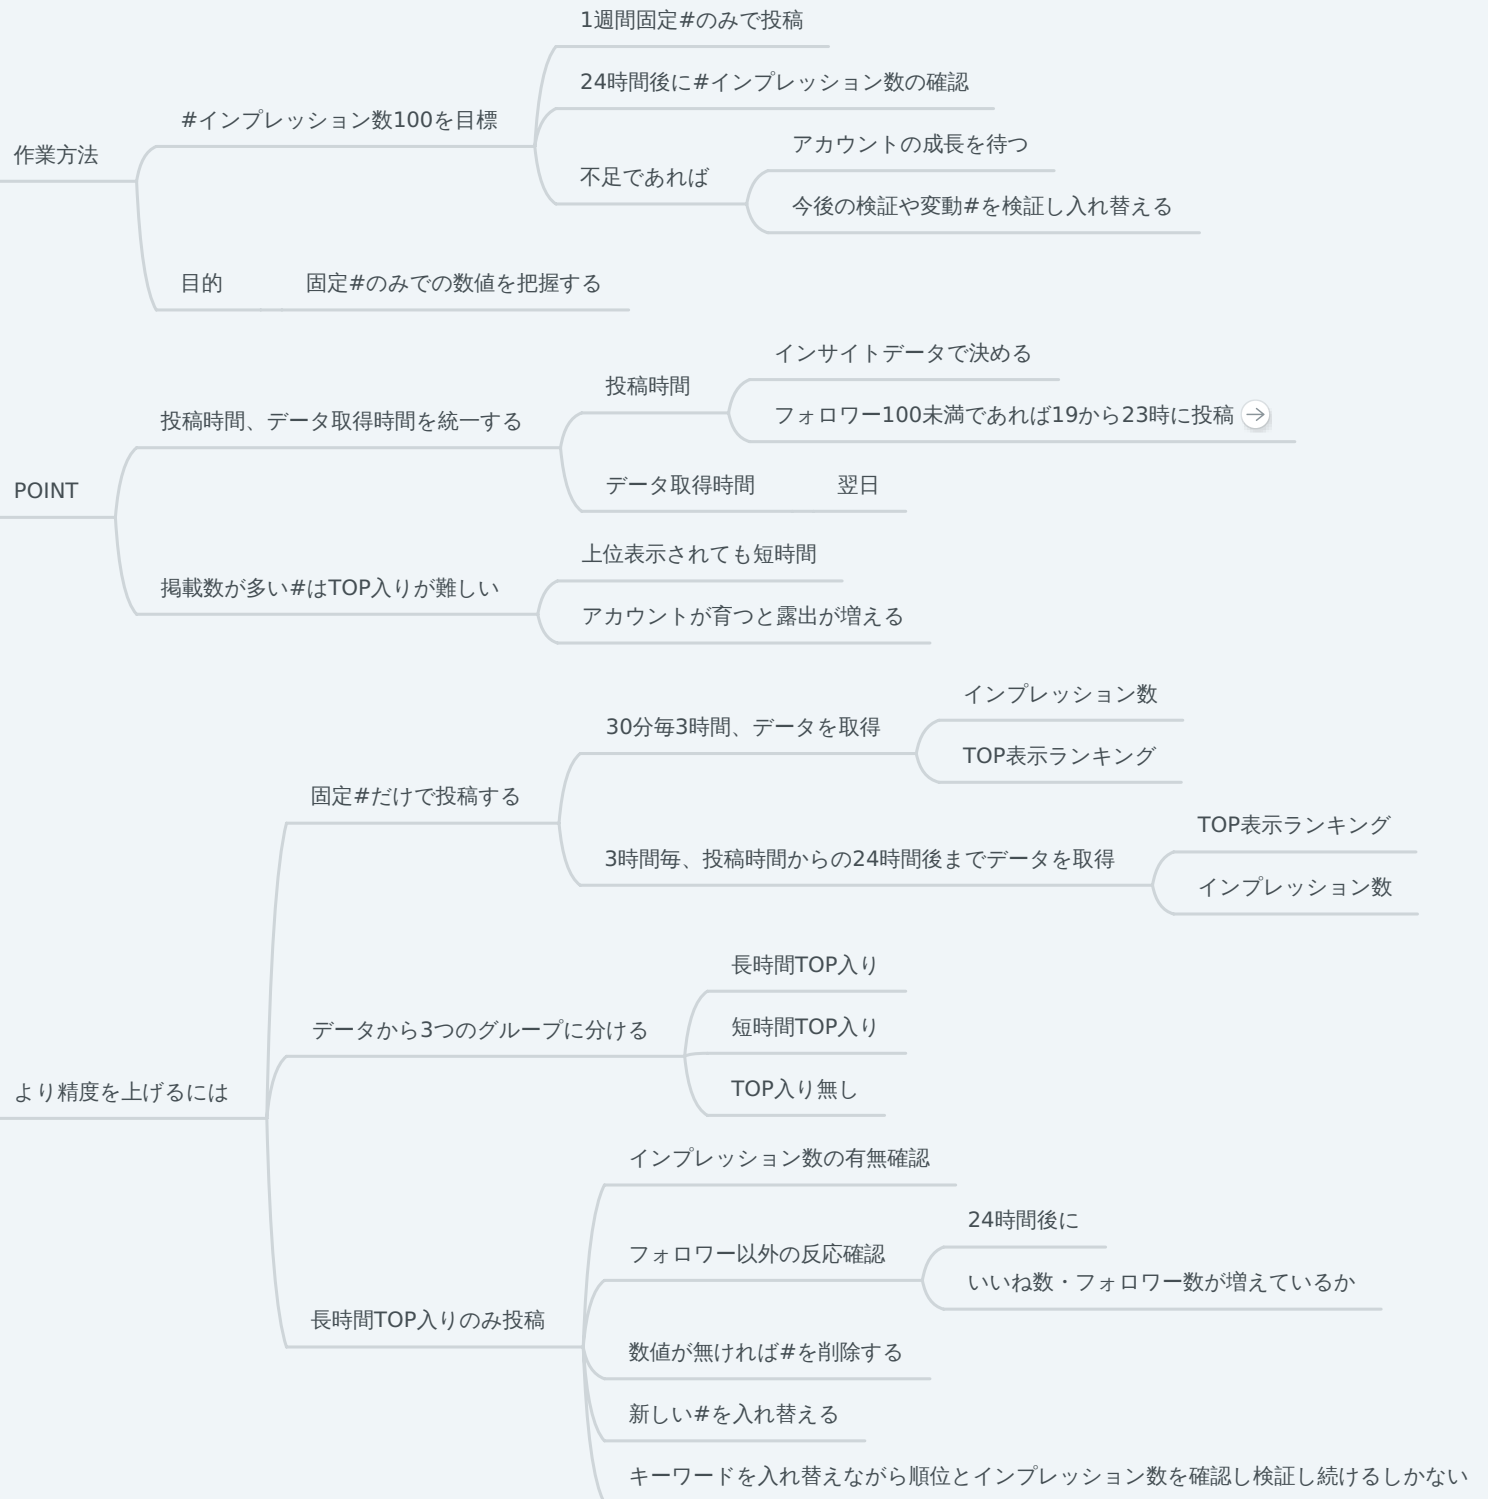 作業方法
#インプレッション数100を目標
1週間固定#のみで投稿
24時間後に#インプレッション数の確認
不足であれば
アカウントの成長を待つ
今後の検証や変動#を検証し入れ替える
目的
固定#のみでの数値を把握する
POINT
投稿時間、データ取得時間を統一する
投稿時間
インサイトデータで決める
フォロワー100未満であれば19から23時に投稿
データ取得時間
翌日
掲載数が多い#はTOP入りが難しい
上位表示されても短時間
アカウントが育つと露出が増える
より精度を上げるには
固定#だけで投稿する
30分毎3時間、データを取得
インプレッション数
TOP表示ランキング
3時間毎、投稿時間からの24時間後までデータを取得
TOP表示ランキング
インプレッション数
データから3つのグループに分ける
長時間TOP入り
短時間TOP入り
TOP入り無し
長時間TOP入りのみ投稿
インプレッション数の有無確認
フォロワー以外の反応確認
24時間後に
いいね数・フォロワー数が増えているか
数値が無ければ#を削除する
新しい#を入れ替える
キーワードを入れ替えながら順位とインプレッション数を確認し検証し続けるしかない